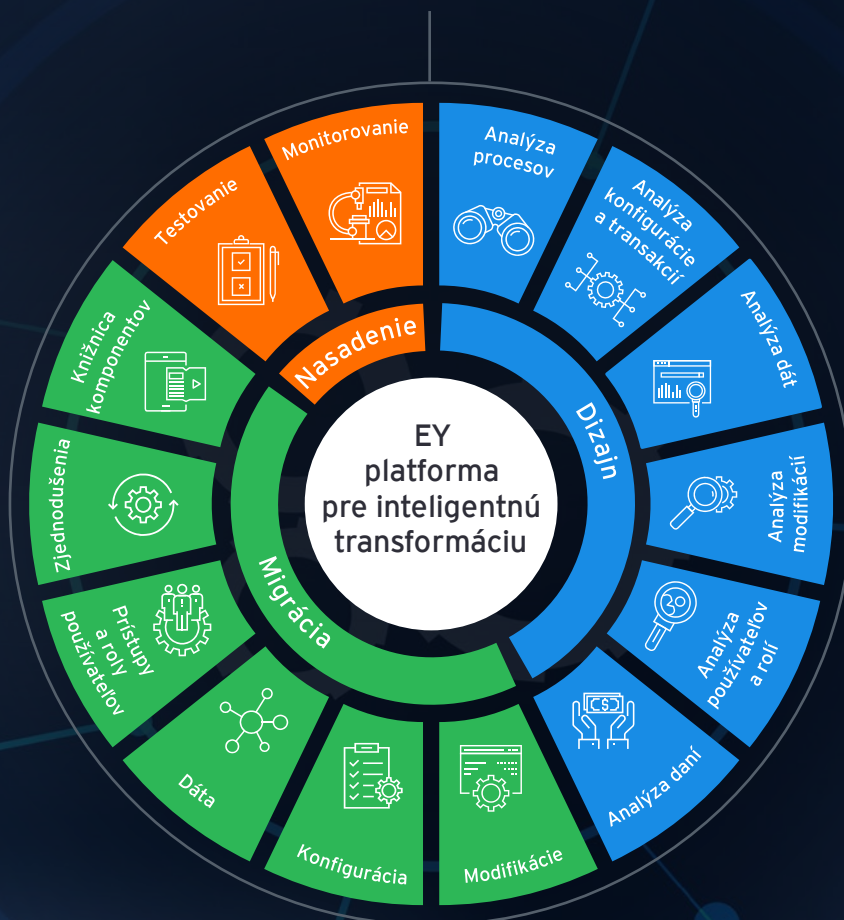 EY
platforma
pre inteligentnú
transformáciu
Dizajn
Analýza
procesov
Analýza
konfigurácie
a transakcií
Analýza dát
Analýza
modifikácií
Analýza
používateľov
a rolí
Analýza daní
Migrácia
Modifikácie
Konfigurácia
Dáta
Prístupy
a roly
používateľov
Zjednodušenia
Knižnica
komponentov
Nasadenie
Testovanie
Monitorovanie